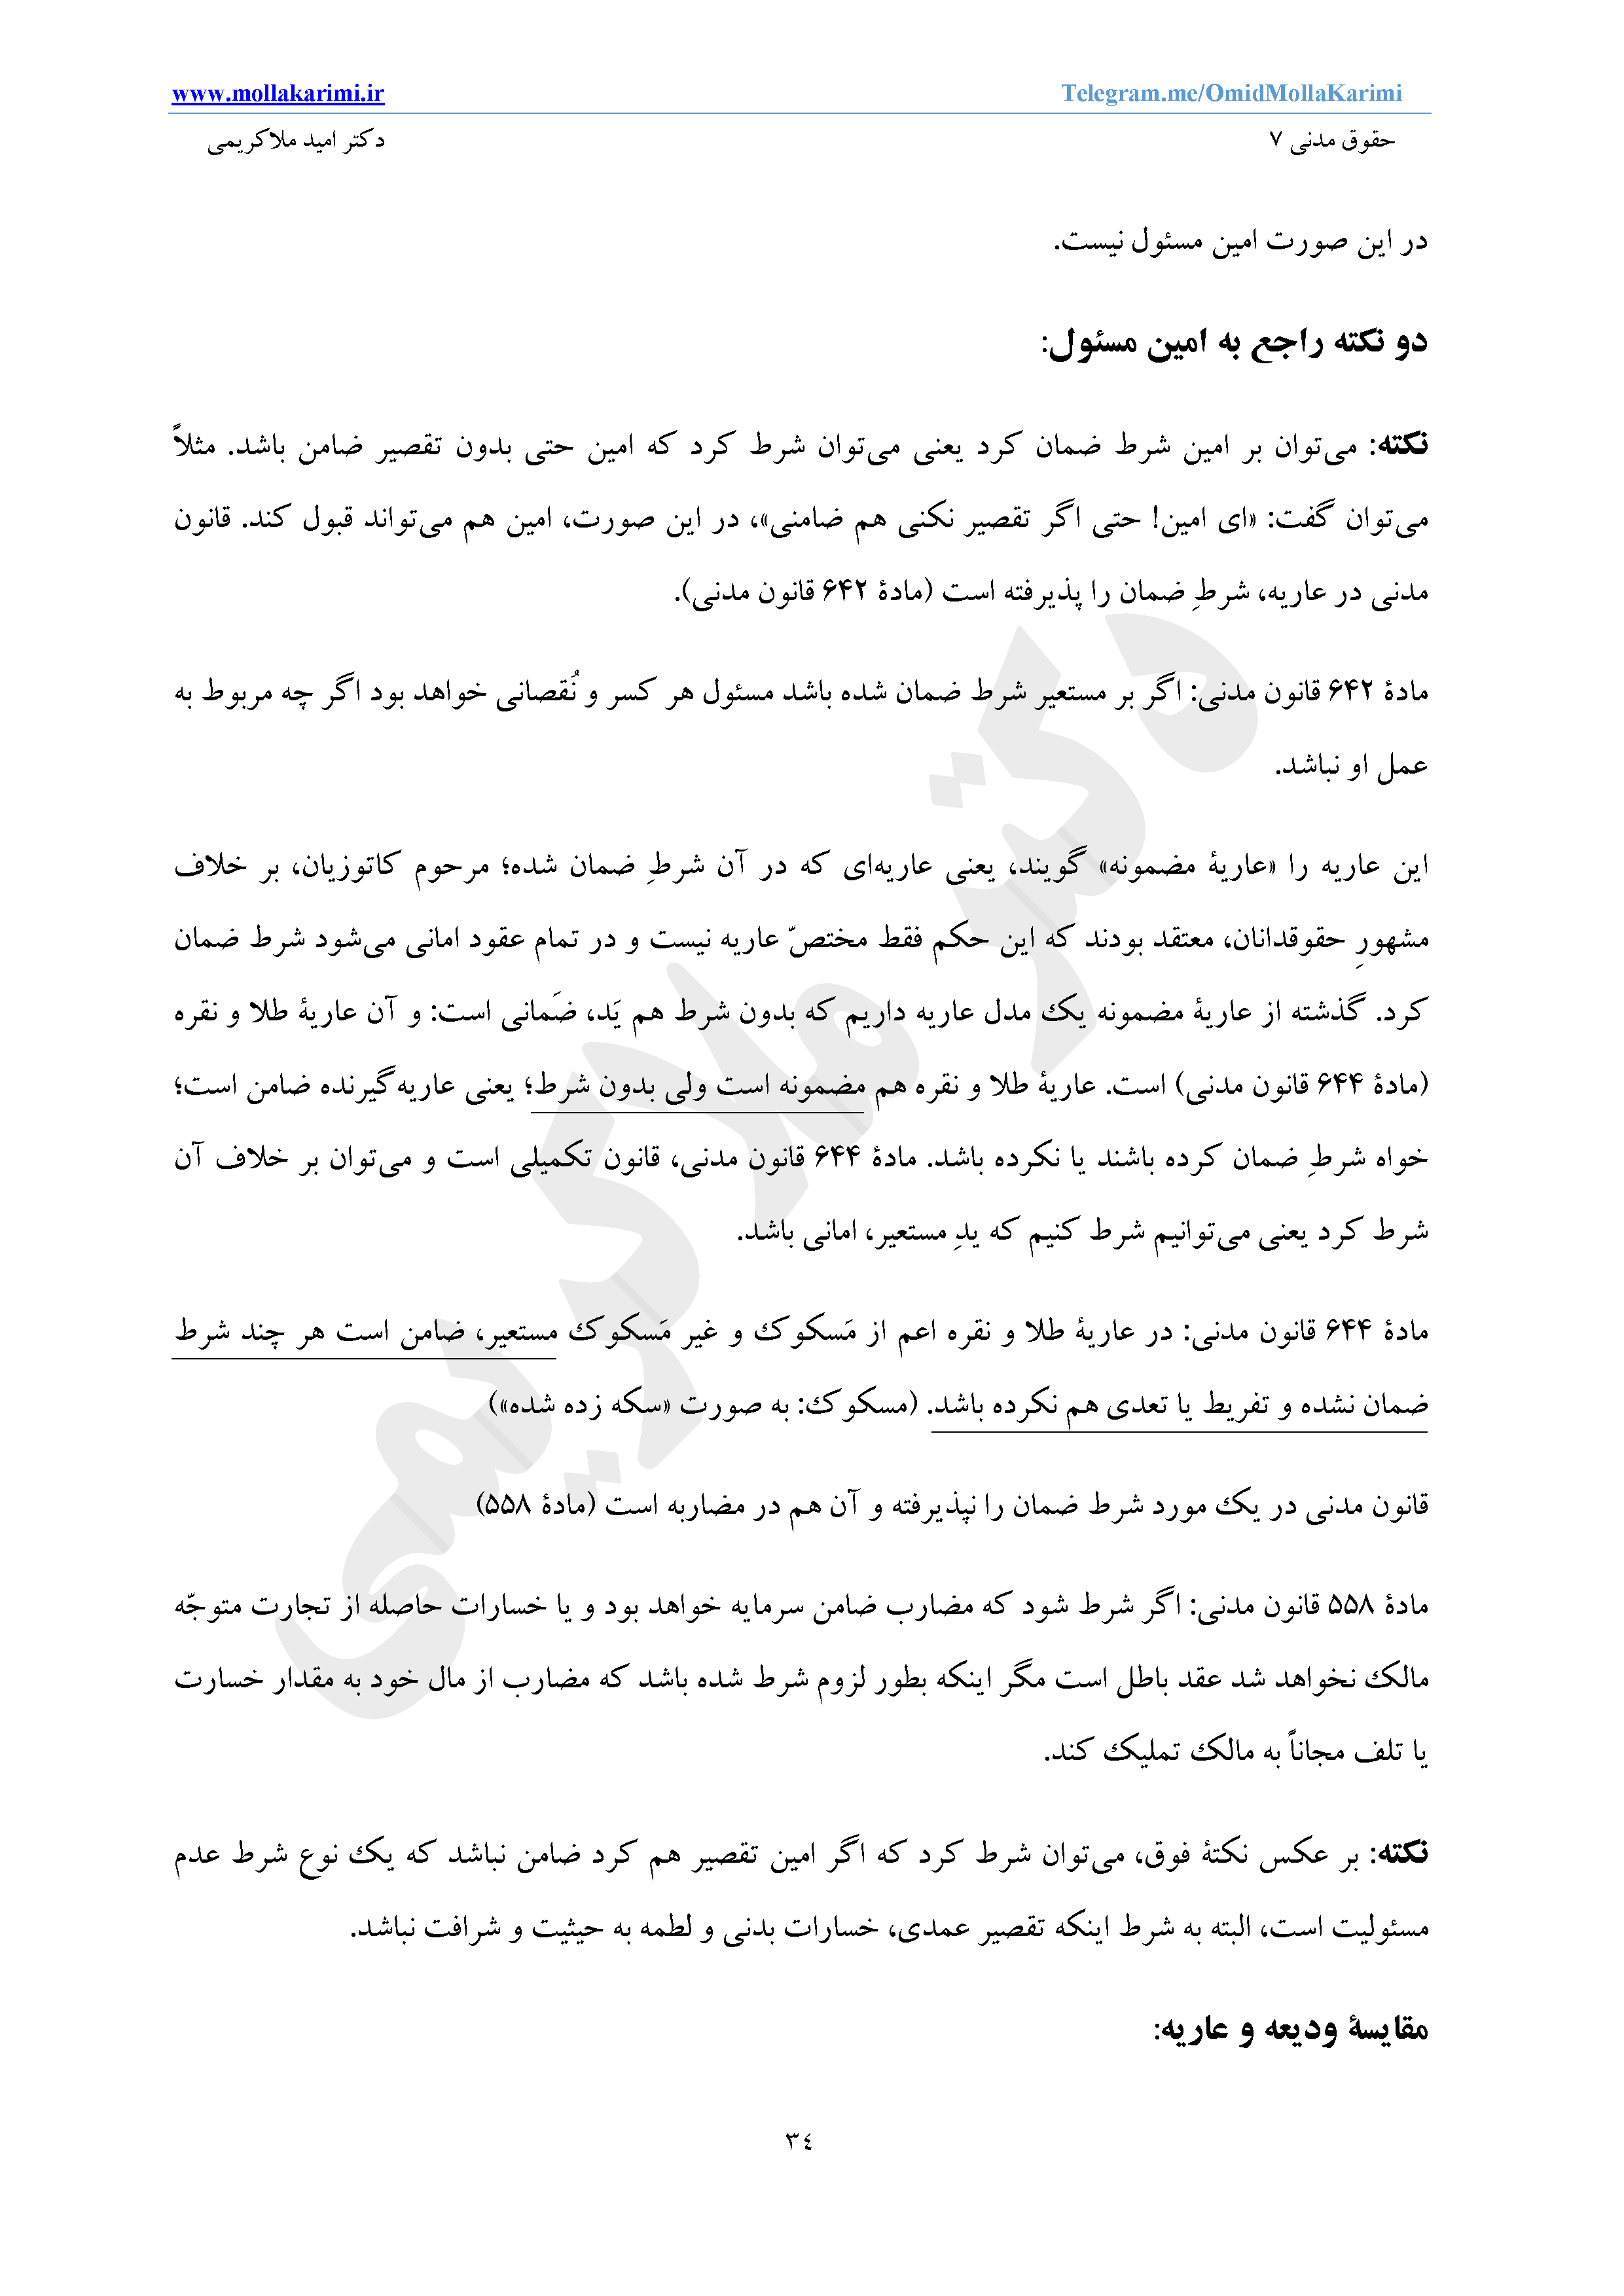 Telegram.me/OmidMollaKarimi www.mollakarimi.ir
حقوق مدنی ۷ دکتر امید ملاکریمی
در این صورت امین مسئول نیست.
دو نکته راجع به امین مسئول:
نکته: می‌توان بر امین شرط ضمان کرد یعنی می‌توان شرط کرد که امین حتی بدون تقصیر ضامن باشد. مثلاً
می‌توان گفت: «ای امین! حتی اگر تقصیر نکنی هم ضامنی»، در این صورت، امین هم می‌تواند قبول کند. قانون
مدنی در عاریه، شرطِ ضمان را پذیرفته است (مادۀ ۶۴۲ قانون مدنی).
مادۀ ۶۴۲ قانون مدنی: اگر بر مستعیر شرط ضمان شده باشد مسئول هر کسر و نُقصانی خواهد بود اگر چه مربوط به
عمل او نباشد.
این عاریه را «عاریۀ مضمونه» گویند، یعنی عاریه‌ای که در آن شرطِ ضمان شده؛ مرحوم کاتوزیان، بر خلاف
مشهورِ حقوقدانان، معتقد بودند که این حکم فقط مختصّ عاریه نیست و در تمام عقود امانی می‌شود شرط ضمان
کرد. گذشته از عاریۀ مضمونه یک مدل عاریه داریم که بدون شرط هم یَد، ضَمانی است: و آن عاریۀ طلا و نقره
(مادۀ ۶۴۴ قانون مدنی) است. عاریۀ طلا و نقره هم مضمونه است ولی بدون شرط؛ یعنی عاریه‌گیرنده ضامن است؛
خواه شرطِ ضمان کرده باشند یا نکرده باشد. مادۀ ۶۴۴ قانون مدنی، قانون تکمیلی است و می‌توان بر خلاف آن
شرط کرد یعنی می‌توانیم شرط کنیم که یدِ مستعیر، امانی باشد.
مادۀ ۶۴۴ قانون مدنی: در عاریۀ طلا و نقره اعم از مَسکوک و غیر مَسکوک مستعیر، ضامن است هر چند شرط
ضمان نشده و تفریط یا تعدی هم نکرده باشد. (مسکوک: به صورت «سکه زده شده»)
قانون مدنی در یک مورد شرط ضمان را نپذیرفته و آن هم در مضاربه است (مادۀ ۵۵۸)
مادۀ ۵۵۸ قانون مدنی: اگر شرط شود که مضارب ضامن سرمایه خواهد بود و یا خسارات حاصله از تجارت متوجّه
مالک نخواهد شد عقد باطل است مگر اینکه بطور لزوم شرط شده باشد که مضارب از مال خود به مقدار خسارت
یا تلف مجاناً به مالک تملیک کند.
نکته: بر عکس نکتۀ فوق، می‌توان شرط کرد که اگر امین تقصیر هم کرد ضامن نباشد که یک نوع شرط عدم
مسئولیت است، البته به شرط اینکه تقصیر عمدی، خسارات بدنی و لطمه به حیثیت و شرافت نباشد.
مقایسۀ ودیعه و عاریه:
٣٤
دکتر ملاکریمی